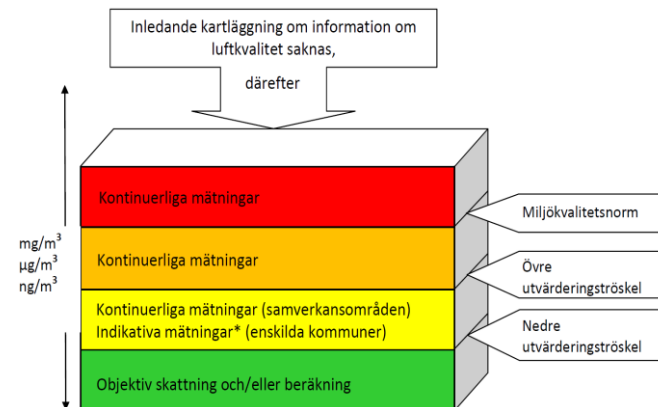 Inledande kartläggning om information om
luftkvalitet saknas,
därefter
Kontinuerliga mätningar
Miljökvalitetsnorm
mg/m³
µg/m³
ng/m³
Kontinuerliga mätningar
Övre
utvärderingströskel
Kontinuerliga mätningar (samverkansområden)
Indikativa mätningar* (enskilda kommuner)
Nedre
utvärderingströskel
Objektiv skattning och/eller beräkning